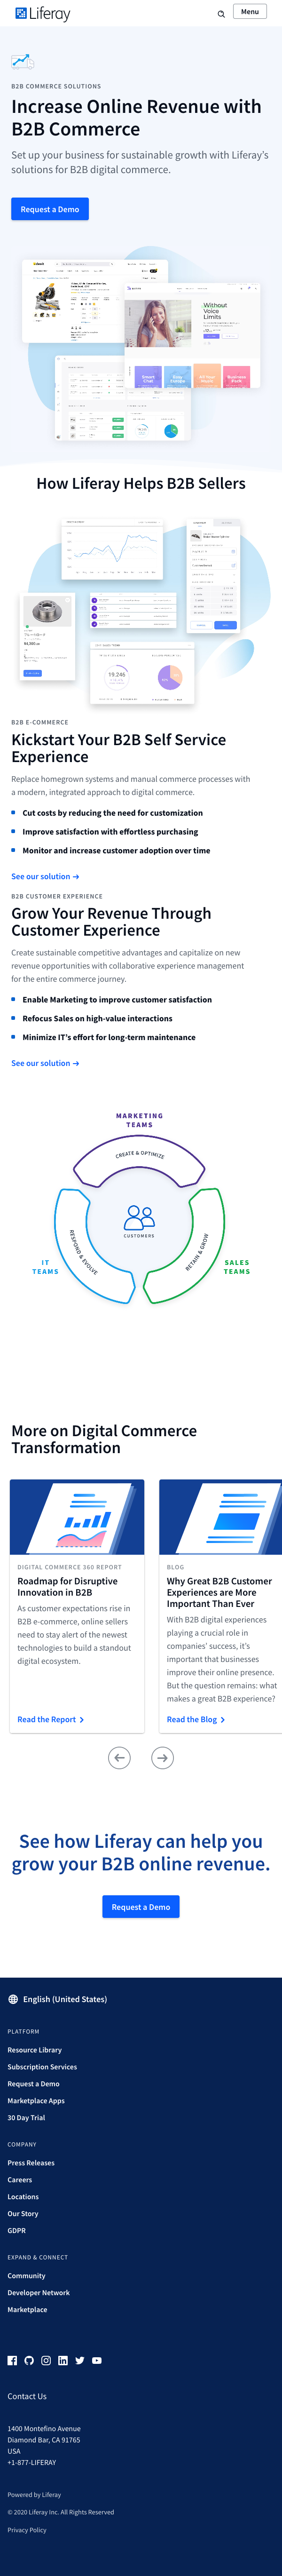 Liferay
Menu
B2B COMMERCE SOLUTIONS
Increase Online Revenue with
B2B Commerce
Set up your business for sustainable growth with Liferay's
solutions for B2B digital commerce.
Request a Demo
Without
Voice
Limits
How Liferay Helps B2B Sellers
19,246
B2B E-COMMERCE
Kickstart Your B2B Self Service
Experience
Replace homegrown systems and manual commerce processes with
a modern, integrated approach to digital commerce.
Cut costs by reducing the need for customization
Improve satisfaction with effortless purchasing
Monitor and increase customer adoption over time
See our solution →
B2B CUSTOMER EXPERIENCE
Grow Your Revenue Through
Customer Experience
Create sustainable competitive advantages and capitalize on new
revenue opportunities with collaborative experience management
for the entire commerce journey.
Enable Marketing to improve customer satisfaction
Refocus Sales on high-value interactions
Minimize IT's effort for long-term maintenance
See our solution →
MARKETING
TEAMS
CREATE & OPTIMIZE
CUSTOMERS
RESPOND & EVOLVE
RETAIN & GROW
IT
TEAMS
SALES
TEAMS
More on Digital Commerce
Transformation
DIGITAL COMMERCE 360 REPORT
Roadmap for Disruptive
Innovation in B2B
As customer expectations rise in
B2B e-commerce, online sellers
need to stay alert of the newest
technologies to build a standout
digital ecosystem.
Read the Report
BLOG
Why Great B2B Customer
Experiences are More
Important Than Ever
With B2B digital experiences
playing a crucial role in
companies' success, it's
important that businesses
improve their online presence.
But the question remains: what
makes a great B2B experience?
Read the Blog
See how Liferay can help you
grow your B2B online revenue.
Request a Demo
English (United States)
PLATFORM
Resource Library
Subscription Services
Request a Demo
Marketplace Apps
30 Day Trial
COMPANY
Press Releases
Careers
Locations
Our Story
GDPR
EXPAND & CONNECT
Community
Developer Network
Marketplace
Contact Us
1400 Montefino Avenue
Diamond Bar, CA 91765
USA
+1-877-LIFERAY
Powered by Liferay
© 2020 Liferay Inc. All Rights Reserved
Privacy Policy